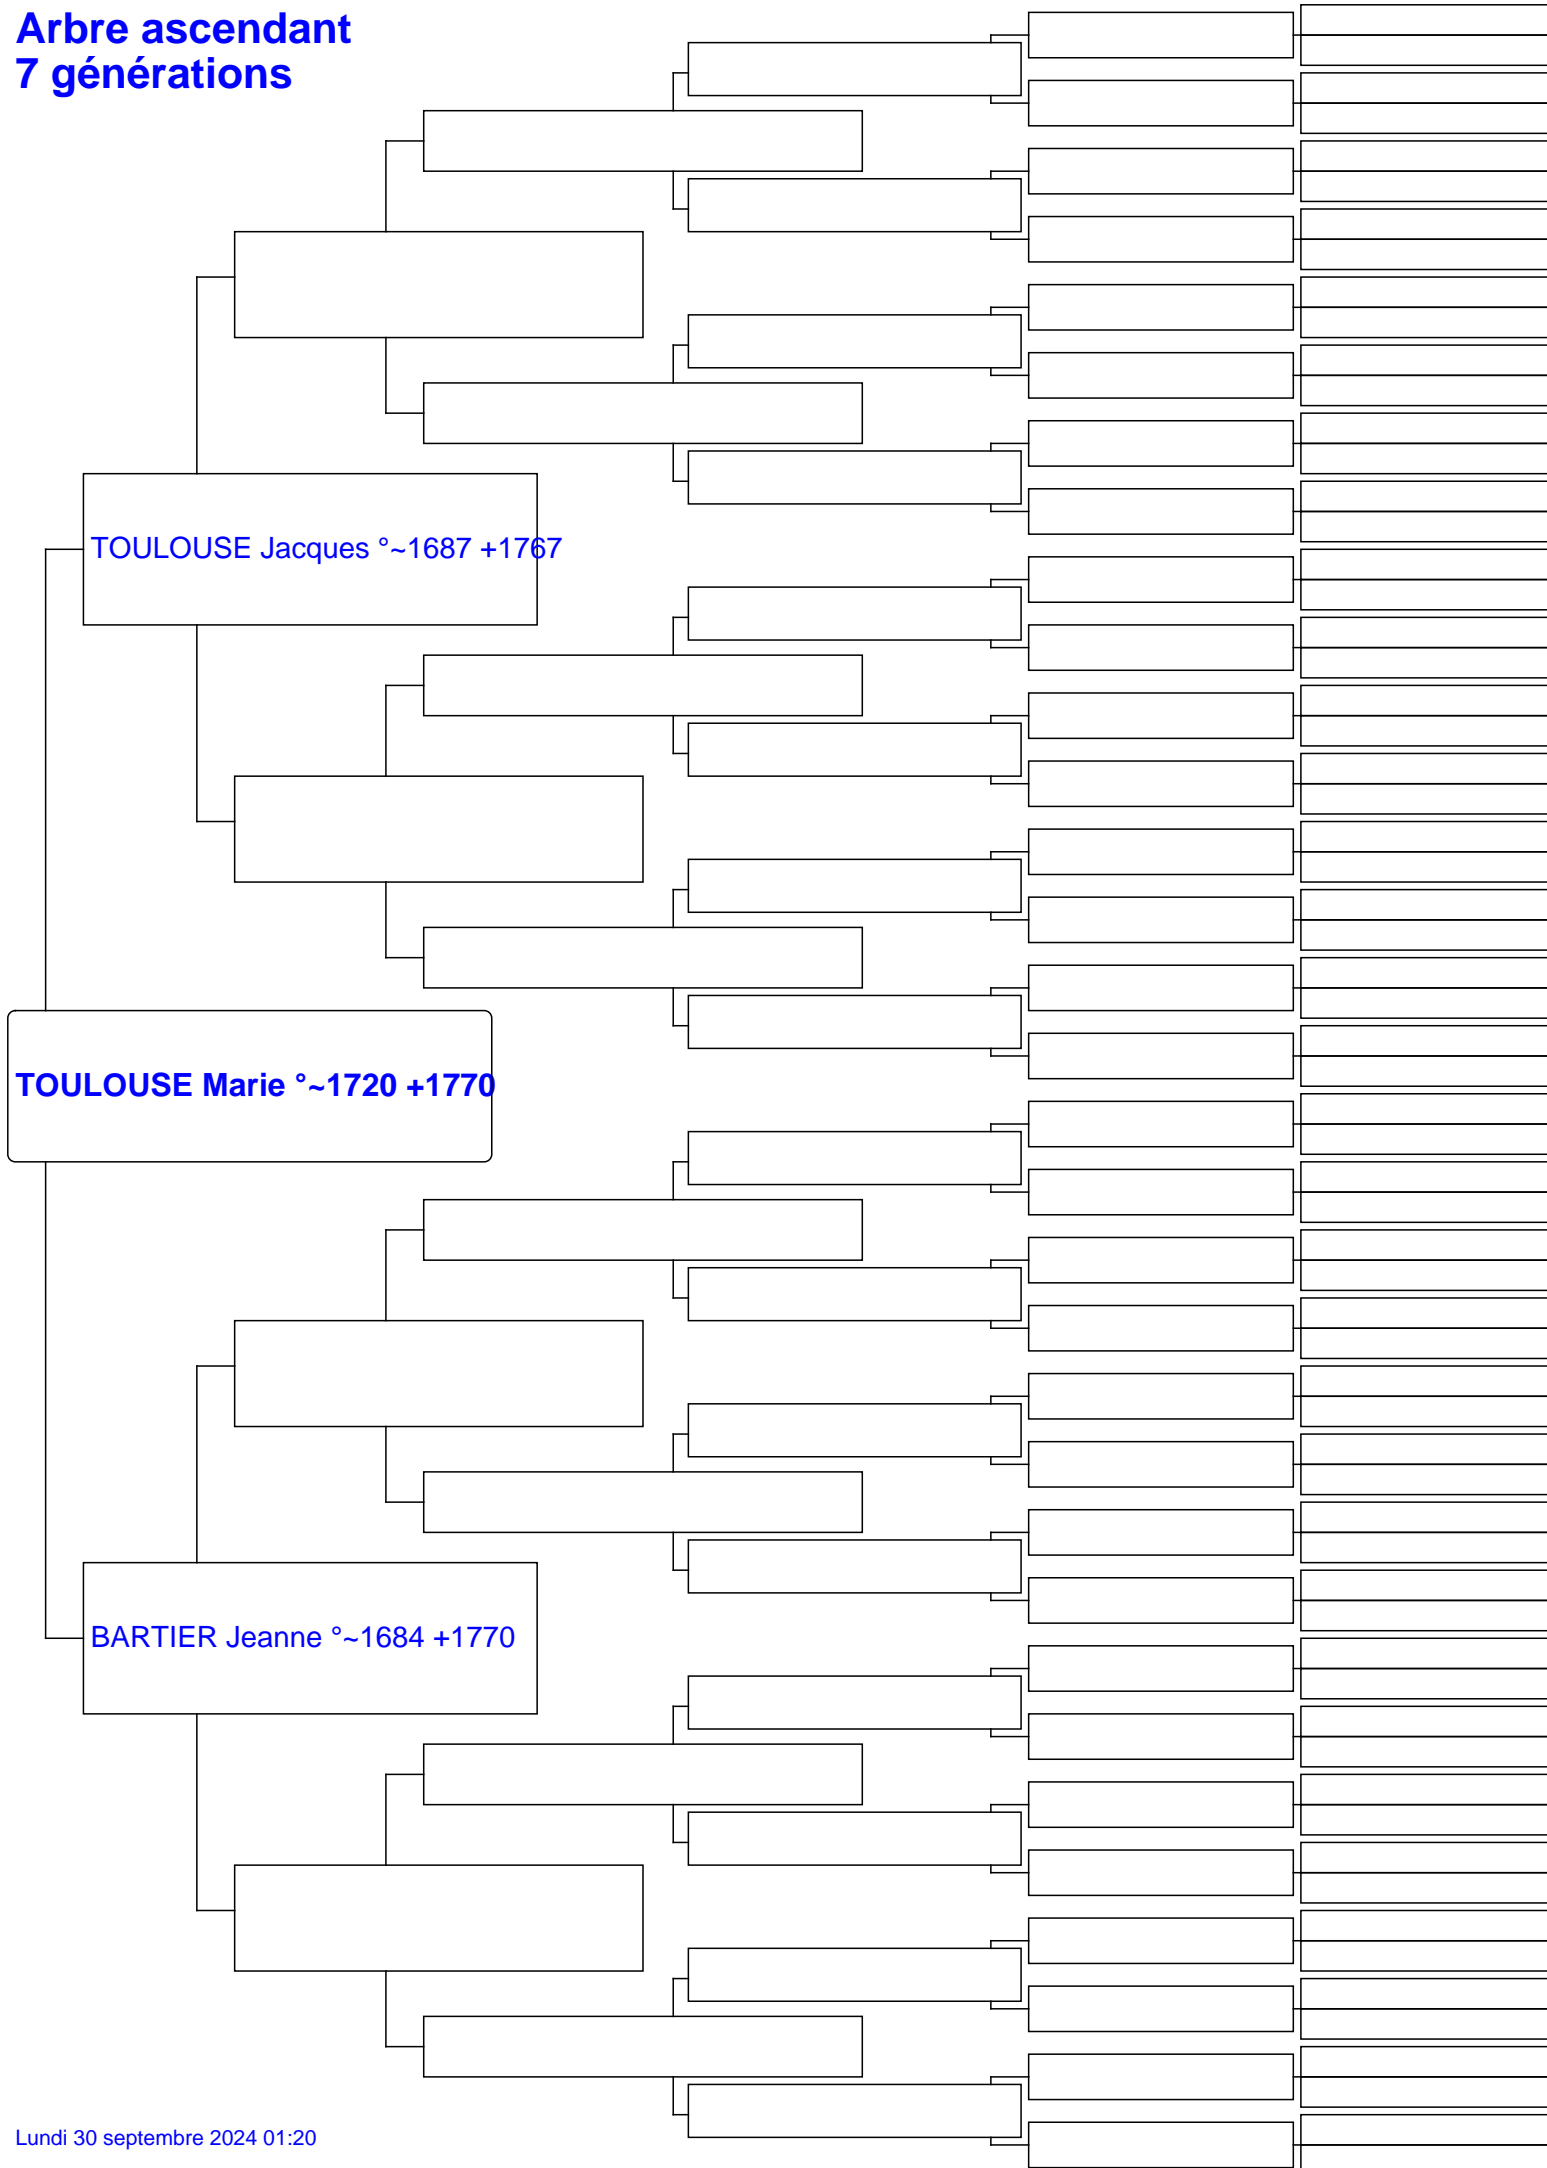 Arbre ascendant
7 générations
TOULOUSE Jacques °~1687 +1767
TOULOUSE Marie °~1720 +1770
BARTIER Jeanne °~1684 +1770
Lundi 30 septembre 2024 01:20